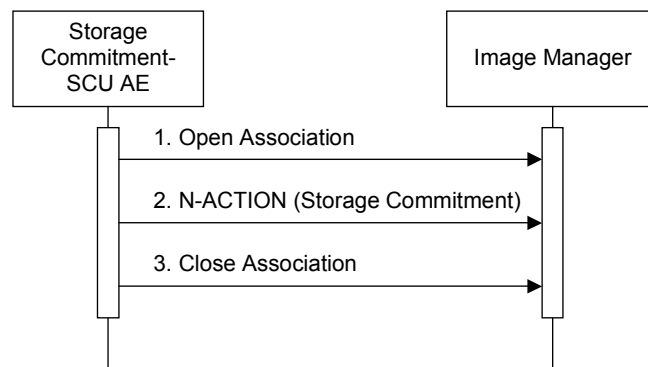 Storage
Commitment-
SCU AE
Image Manager
1. Open Association
2. N-ACTION (Storage Commitment)
3. Close Association